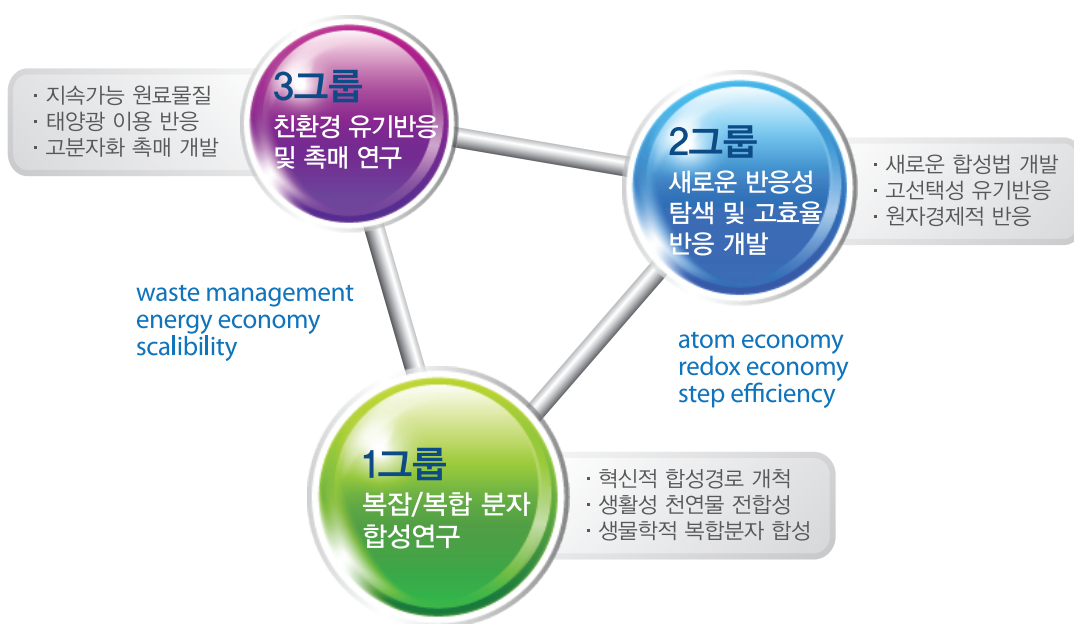 3그룹
친환경 유기반응
및 촉매 연구
· 지속가능 원료물질
· 태양광 이용 반응
· 고분자화 촉매 개발
2그룹
새로운 반응성
탐색 및 고효율
반응 개발
· 새로운 합성법 개발
· 고선택성 유기반응
· 원자경제적 반응
waste management
energy economy
scalibility
atom economy
redox economy
step efficiency
1그룹
복잡/복합 분자
합성연구
· 혁신적 합성경로 개척
· 생활성 천연물 전합성
· 생물학적 복합분자 합성